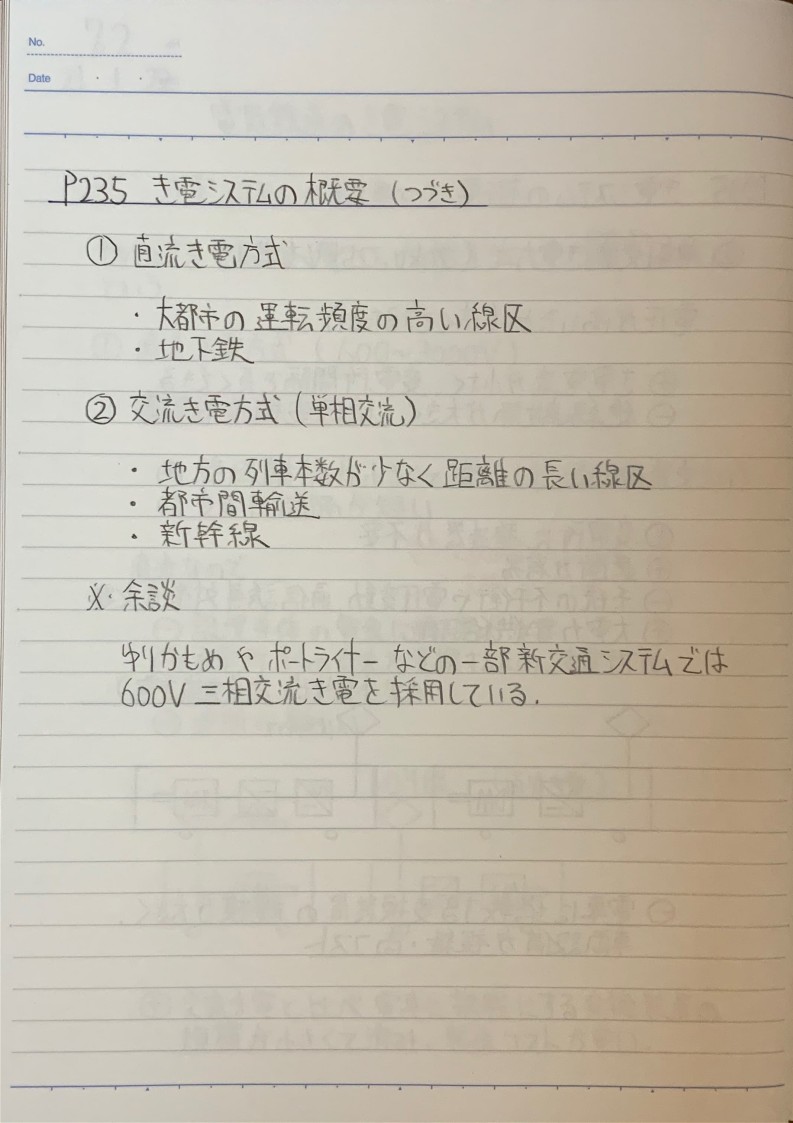 No.
Date
P235 き電システムの概要（つづき）
① 直流き電方式
・大都市の運転頻度の高い線区
・地下鉄
② 交流き電方式（単相交流）
・地方の列車本数が少なく距離の長い線区
・都市間輸送
・新幹線
※・余談
ゆりかもめやポートライナーなどの一部新交通システムでは
600V 三相交流き電を採用している.